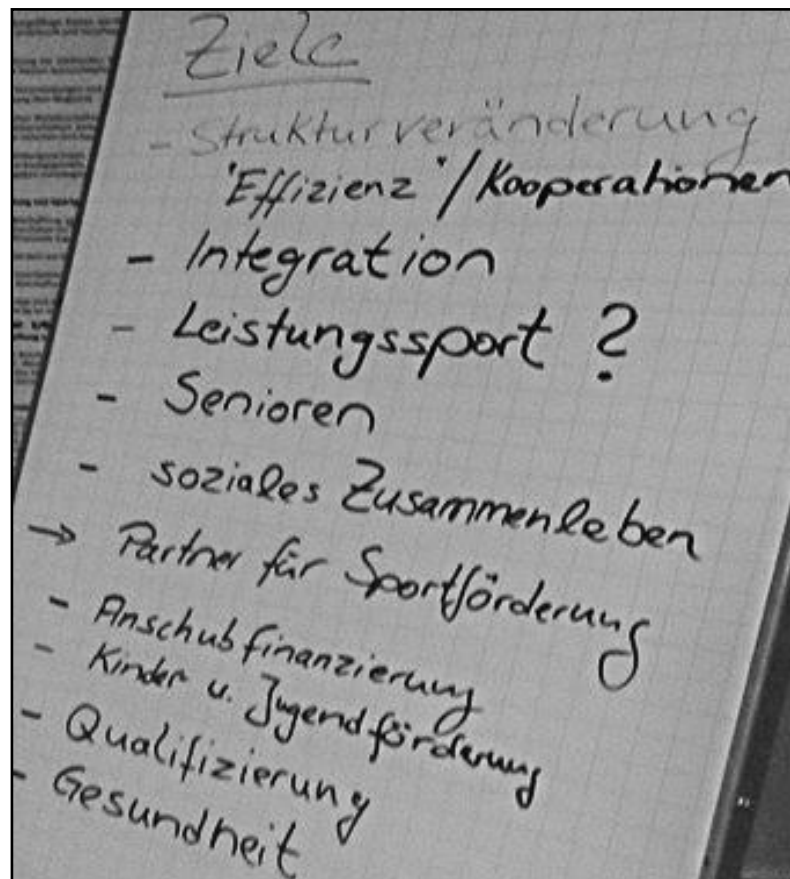 Ziele
- Strukturveränderung
'Effizienz' / Kooperationen
- Integration
- Leistungssport ?
- Senioren
- soziales Zusammenleben
→ Partner für Sportförderung
- Anschubfinanzierung
- Kinder u. Jugendförderung
- Qualifizierung
- Gesundheit